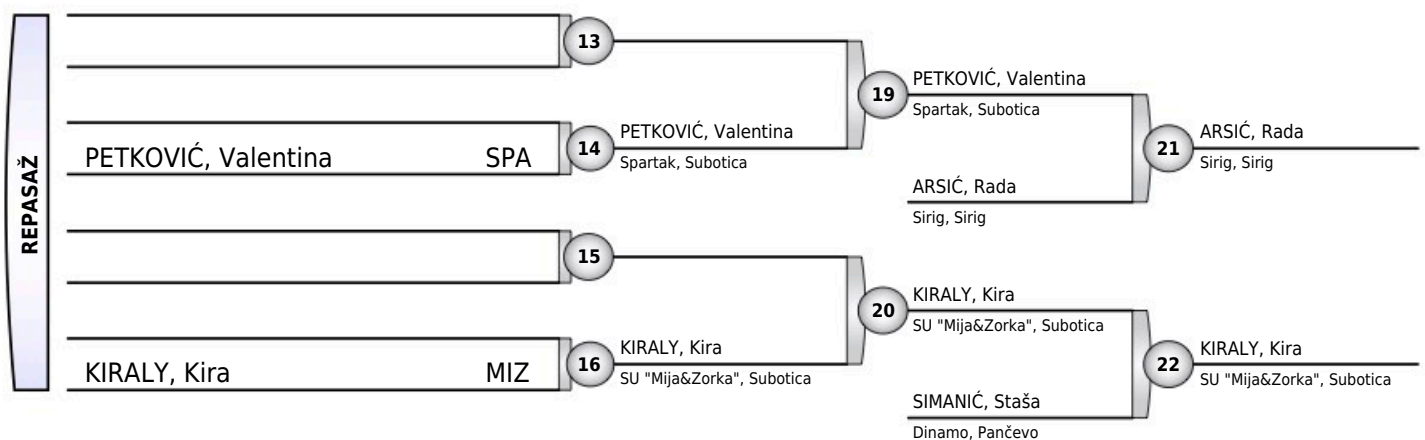 REPASAŽ
13
PETKOVIĆ, Valentina SPA
14
PETKOVIĆ, Valentina
Spartak, Subotica
19
PETKOVIĆ, Valentina
Spartak, Subotica
ARSIĆ, Rada
Sirig, Sirig
21
ARSIĆ, Rada
Sirig, Sirig
15
KIRALY, Kira MIZ
16
KIRALY, Kira
SU "Mija&Zorka", Subotica
20
KIRALY, Kira
SU "Mija&Zorka", Subotica
SIMANIĆ, Staša
Dinamo, Pančevo
22
KIRALY, Kira
SU "Mija&Zorka", Subotica